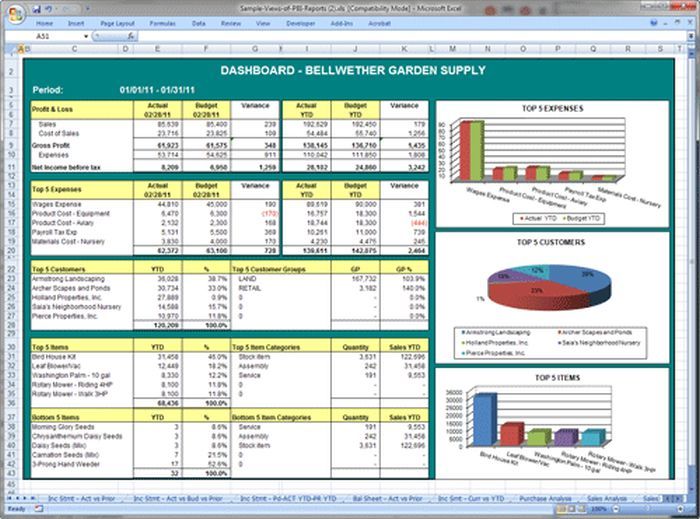 Sample-Views-of-PBI-Reports (2).xls [Compatibility Mode] - Microsoft Excel
Home Insert Page Layout Formulas Data Review View Developer Add-Ins Acrobat
A51
A B C D E F G H I J K L M N O P Q R S
DASHBOARD - BELLWETHER GARDEN SUPPLY
Period: 01/01/11 - 01/31/11
Profit & Loss Actual 02/28/11 Budget 02/28/11 Variance Actual YTD Budget YTD Variance
Sales 85,639 85,400 239 192,629 192,450 179
Cost of Sales 23,716 23,825 109 54,484 55,740 1,256
Gross Profit 61,923 61,575 348 138,145 136,710 1,435
Expenses 53,714 54,625 911 110,042 111,850 1,808
Net Income before tax 8,209 6,950 1,259 28,102 24,860 3,242
Top 5 Expenses Actual 02/28/11 Budget 02/28/11 Variance Actual YTD Budget YTD Variance
Wages Expense 44,810 45,000 190 89,619 90,000 381
Product Cost - Equipment 6,470 6,300 (170) 16,757 18,300 1,544
Product Cost - Aviary 2,132 2,300 168 18,744 18,300 (444)
Payroll Tax Exp 5,131 5,500 369 10,261 11,000 739
Materials Cost - Nursery 3,830 4,000 170 4,230 4,475 245
62,372 63,100 728 139,611 142,075 2,464
Top 5 Customers YTD % Top 5 Customer Groups GP GP %
Armstrong Landscaping 36,028 38.7% LAND 167,732 103.9%
Archer Scapes and Ponds 30,734 33.0% RETAIL 3,182 140.0%
Holland Properties, Inc. 27,889 0.9% 0 - 0.0%
Saia's Neighborhood Nursery 14,588 15.7% 0 - 0.0%
Pierce Properties, Inc. 10,970 11.8% 0 - 0.0%
120,209 100.0%
Top 5 Items YTD % Top 5 Item Categories Quantity Sales YTD
Bird House Kit 31,458 46.0% Stock item 3,631 122,696
Leaf Blower/Vac 12,449 18.2% Assembly 242 31,458
Washington Palm - 10 gal 8,330 12.2% Service 191 9,553
Rotary Mower - Riding 4HP 8,100 11.8% 0 - -
Rotary Mower - Walk 3HP 8,100 11.8% 0 - -
68,436 100.0%
Bottom 5 Items YTD % Bottom 5 Item Categories Quantity Sales YTD
Morning Glory Seeds 3 8.6% Service 191 9,553
Chrysanthemum Daisy Seeds 3 8.6% Assembly 242 31,458
Daisy Seeds (Mix) 3 8.6% Stock item 3,631 122,696
Carnation Seeds (Mix) 7 21.5% 0 - -
3-Prong Hand Weeder 17 52.6% 0 - -
32 100.0%
TOP 5 EXPENSES
90
80
70
60
50
40
30
20
10
Wages Expense
Product Cost - Equipment
Product Cost - Aviary
Payroll Tax Exp
Materials Cost - Nursery
Actual YTD Budget YTD
TOP 5 CUSTOMERS
12%
39%
33%
1%
Armstrong Landscaping Archer Scapes and Ponds
Holland Properties, Inc. Saia's Neighborhood Nursery
Pierce Properties, Inc.
TOP 5 ITEMS
35000
30000
25000
20000
15000
10000
5000
0
Bird House Kit
Leaf Blower/Vac
Washington Palm - 10 gal
Rotary Mower - Riding 4HP
Rotary Mower - Walk 3HP
Inc Stmt - Act vs Prior Inc Stmt - Act vs Bud vs Prior Inc Stmt - Pd-ACT YTD-PR YTD Bal Sheet - Act vs Prior Inc Smt - Curr vs YTD Purchase Analysis Sales Analysis Sales
Ready 100%